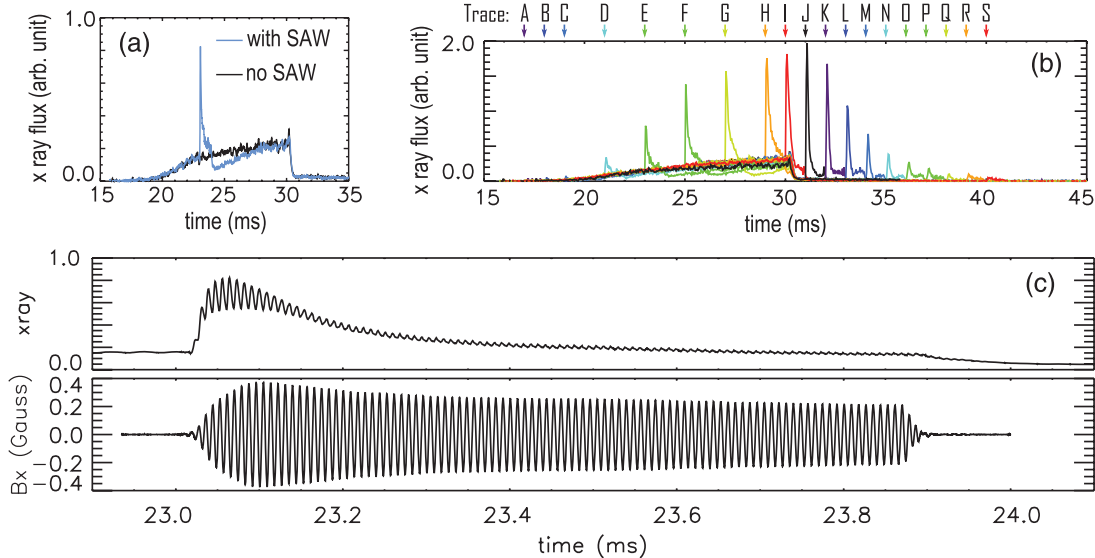 (a)
with SAW
no SAW
x ray flux (arb. unit)
1.0
0.0
15 20 25 30 35
time (ms)
Trace: A B C D E F G H I J K L M N O P Q R S
(b)
x ray flux (arb. unit)
2.0
0.0
15 20 25 30 35 40 45
time (ms)
(c)
xray
1.0
0.0
Bx (Gauss)
0.4
0.2
0.0
−0.2
−0.4
23.0 23.2 23.4 23.6 23.8 24.0
time (ms)